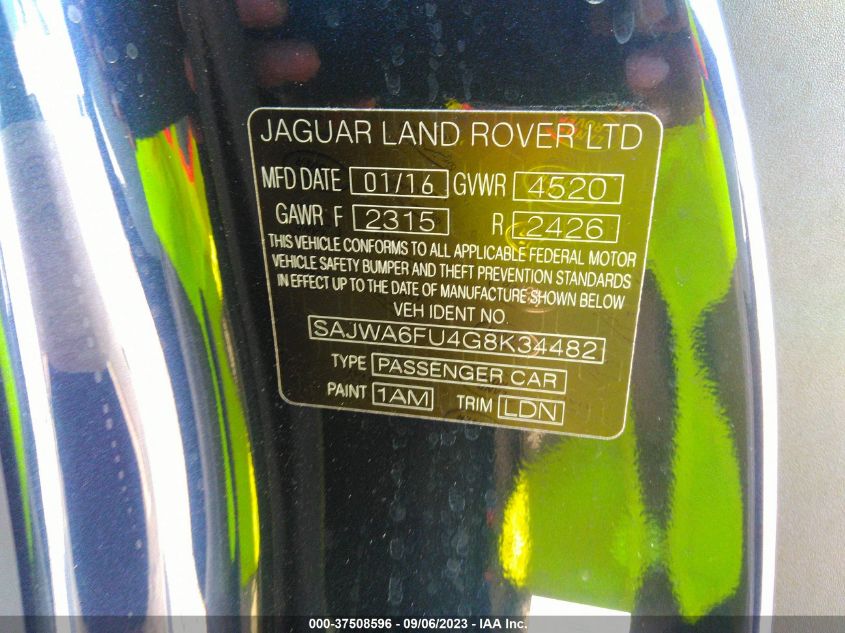 JAGUAR LAND ROVER LTD
MFD DATE 01/16 GVWR 4520
GAWR F 2315 R 2426
THIS VEHICLE CONFORMS TO ALL APPLICABLE FEDERAL MOTOR
VEHICLE SAFETY BUMPER AND THEFT PREVENTION STANDARDS
IN EFFECT UP TO THE DATE OF MANUFACTURE SHOWN BELOW
VEH IDENT NO.
SAJWA6FU4G8K34482
TYPE PASSENGER CAR
PAINT 1AM TRIM LDN
000-37508596 - 09/06/2023 - IAA Inc.